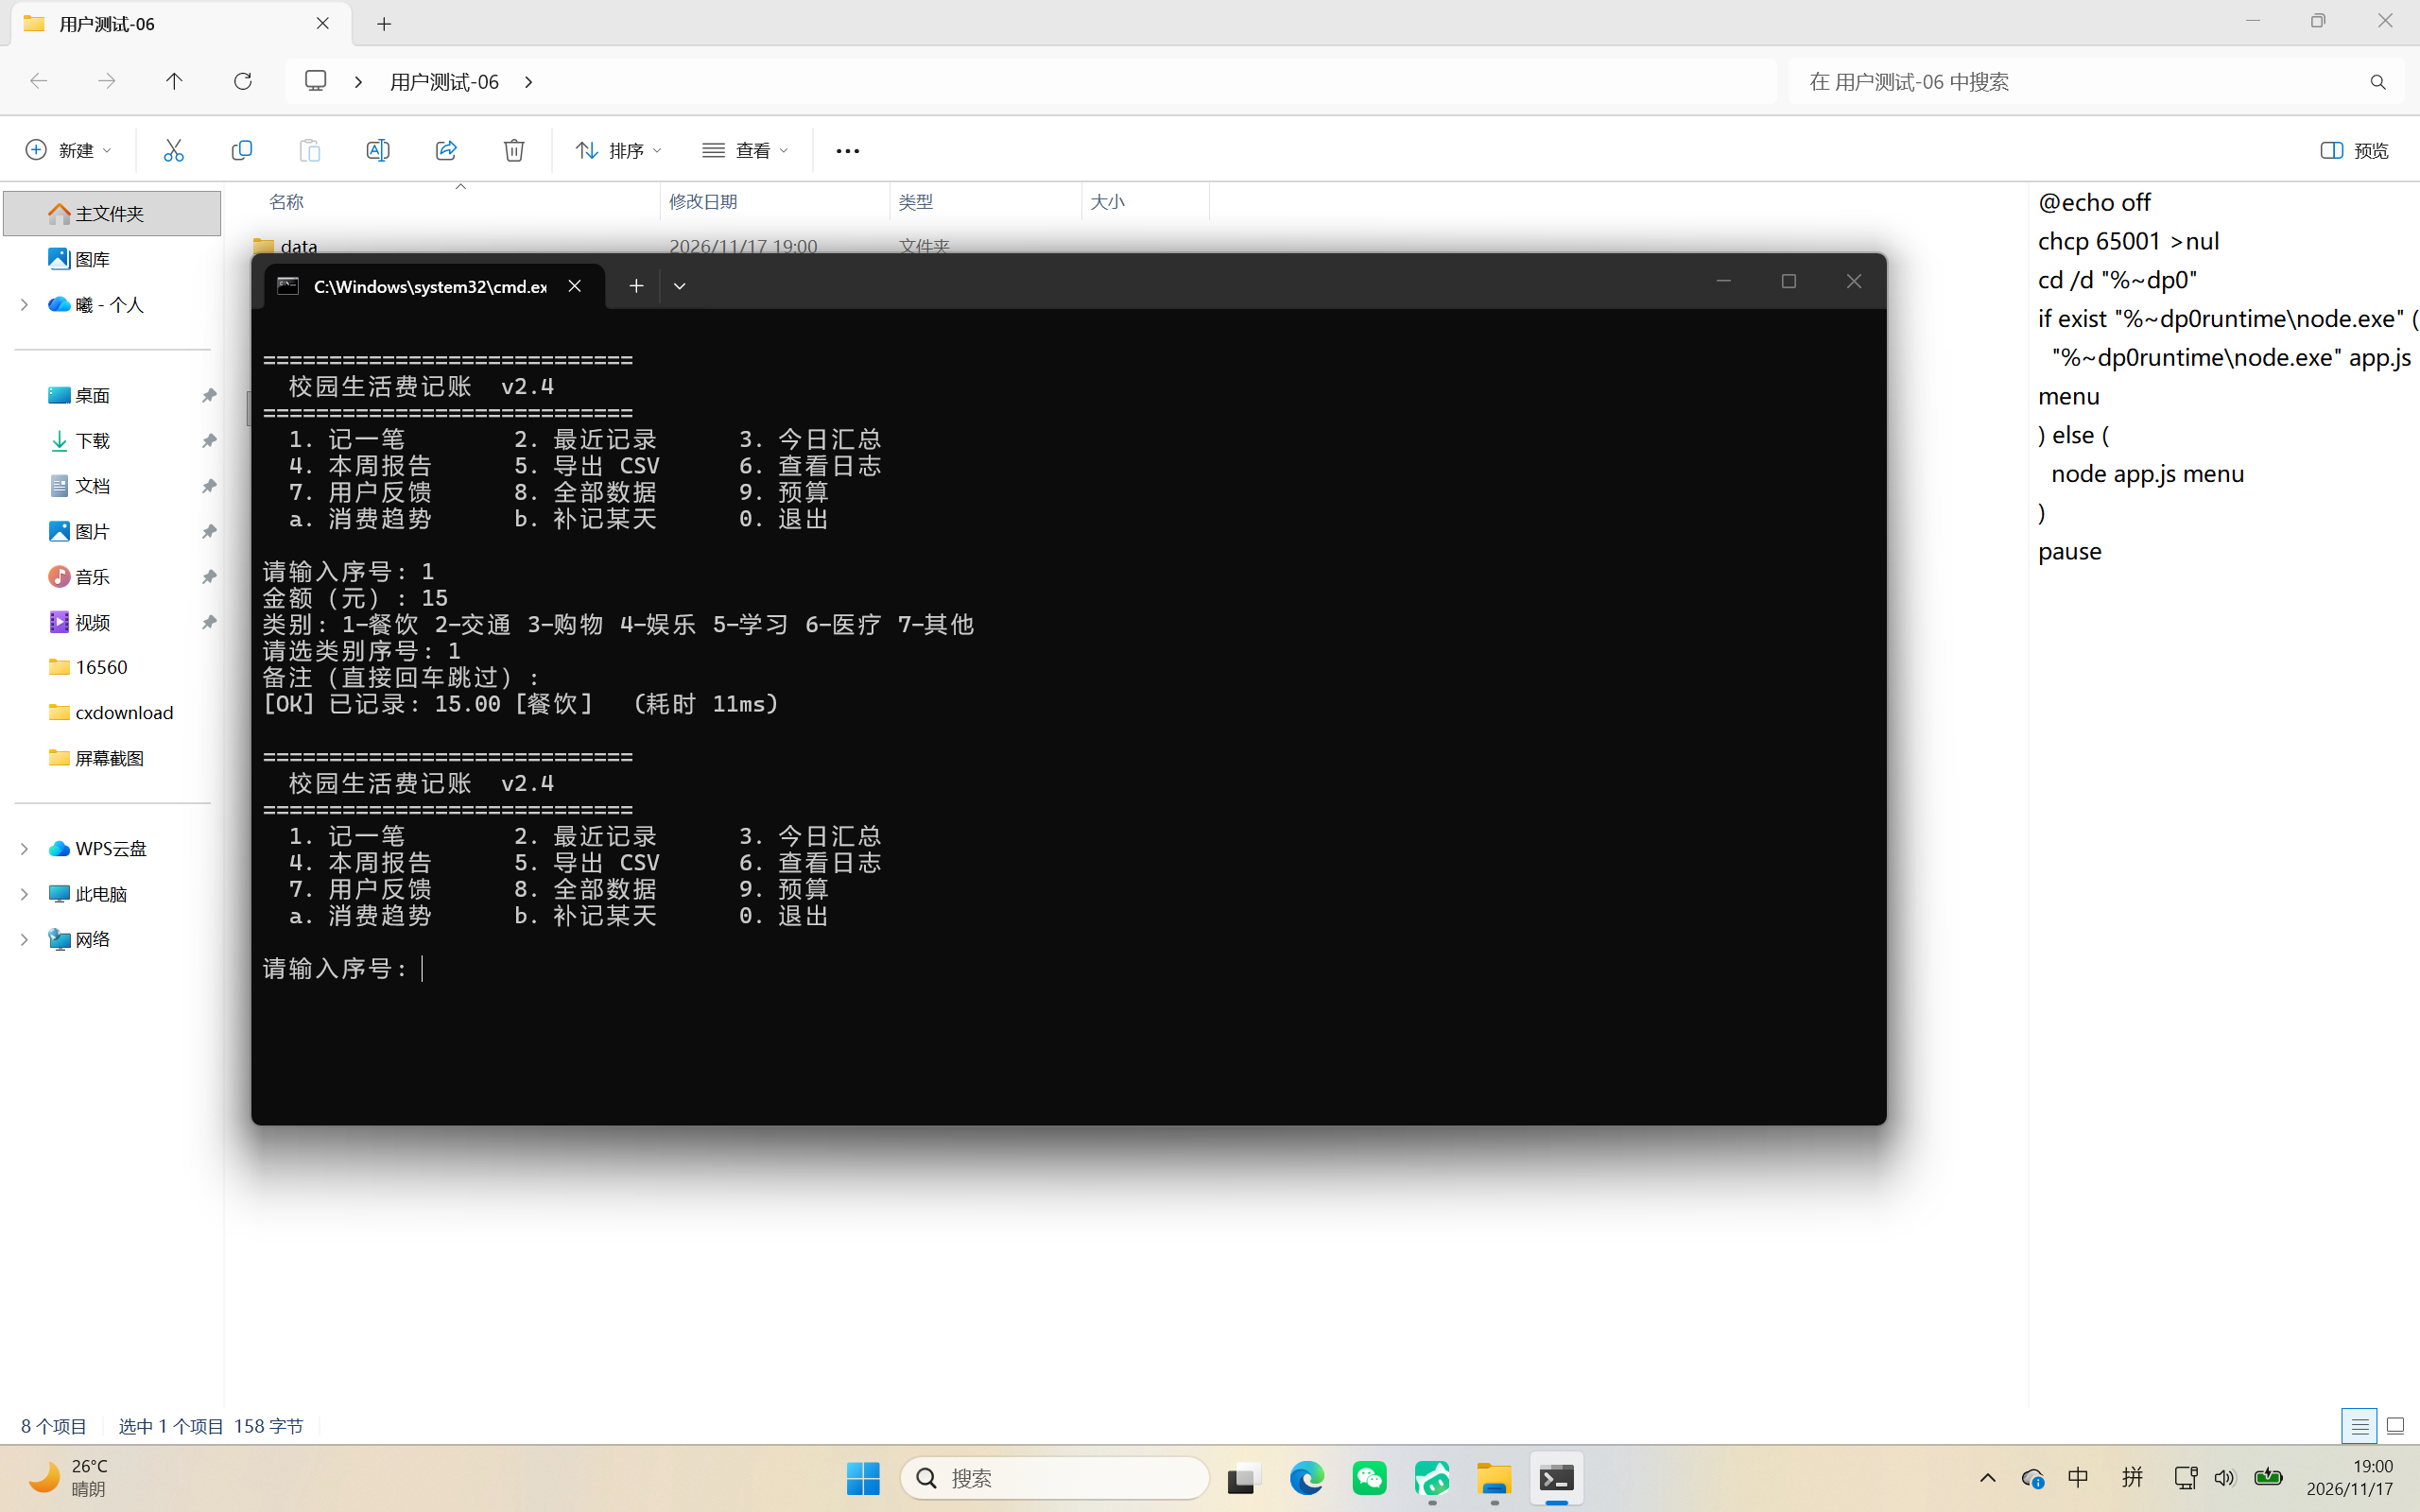 用户测试-06
用户测试-06
在 用户测试-06 中搜索
新建
排序
查看
预览
名称
修改日期
类型
大小
主文件夹
图库
曦 - 个人
桌面
下载
文档
图片
音乐
视频
16560
cxdownload
屏幕截图
WPS云盘
此电脑
网络
data
2026/11/17 19:00
文件夹
C:\Windows\system32\cmd.ex
============================
校园生活费记账 v2.4
============================
1. 记一笔 2. 最近记录 3. 今日汇总
4. 本周报告 5. 导出 CSV 6. 查看日志
7. 用户反馈 8. 全部数据 9. 预算
a. 消费趋势 b. 补记某天 0. 退出
请输入序号: 1
金额 (元) : 15
类别: 1-餐饮 2-交通 3-购物 4-娱乐 5-学习 6-医疗 7-其他
请选类别序号: 1
备注 (直接回车跳过) :
[OK] 已记录: 15.00 [餐饮] (耗时 11ms)
============================
校园生活费记账 v2.4
============================
1. 记一笔 2. 最近记录 3. 今日汇总
4. 本周报告 5. 导出 CSV 6. 查看日志
7. 用户反馈 8. 全部数据 9. 预算
a. 消费趋势 b. 补记某天 0. 退出
请输入序号:
@echo off
chcp 65001 >nul
cd /d "%~dp0"
if exist "%~dp0runtime\node.exe" (
"%~dp0runtime\node.exe" app.js
menu
) else (
node app.js menu
)
pause
8 个项目
选中 1 个项目 158 字节
26°C
晴朗
搜索
中
拼
19:00
2026/11/17